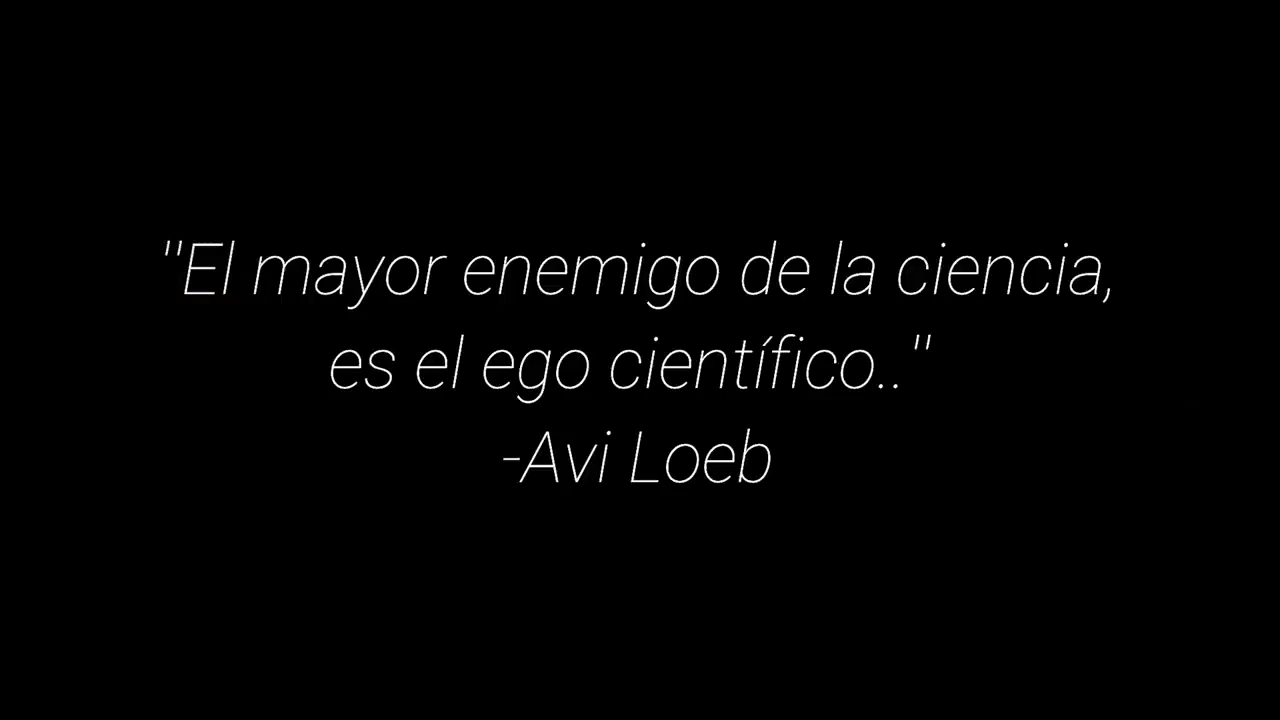 "El mayor enemigo de la ciencia,
es el ego científico.."
-Avi Loeb